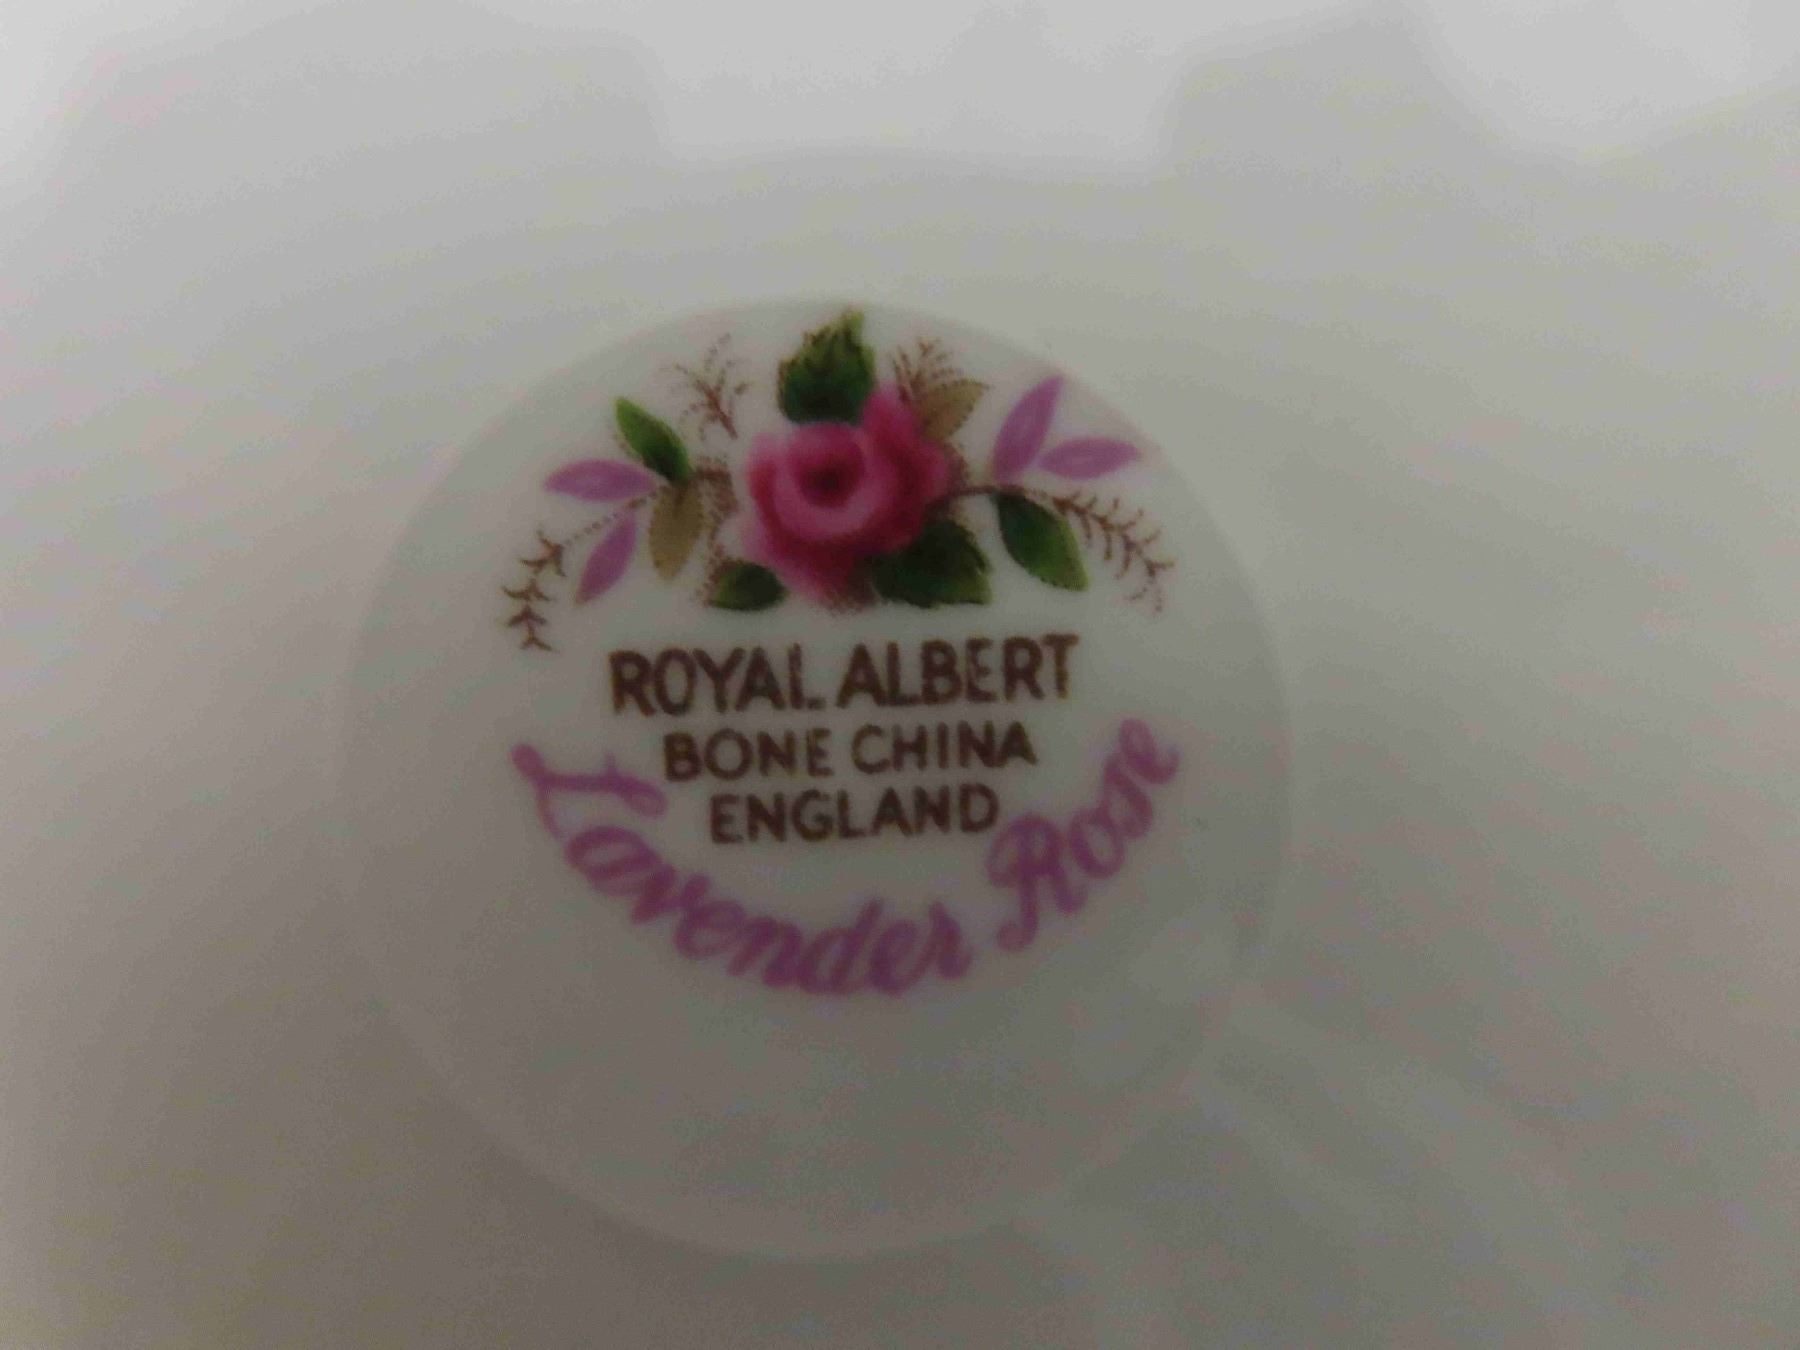 ROYAL ALBERT
BONE CHINA
ENGLAND
Lavender Rose